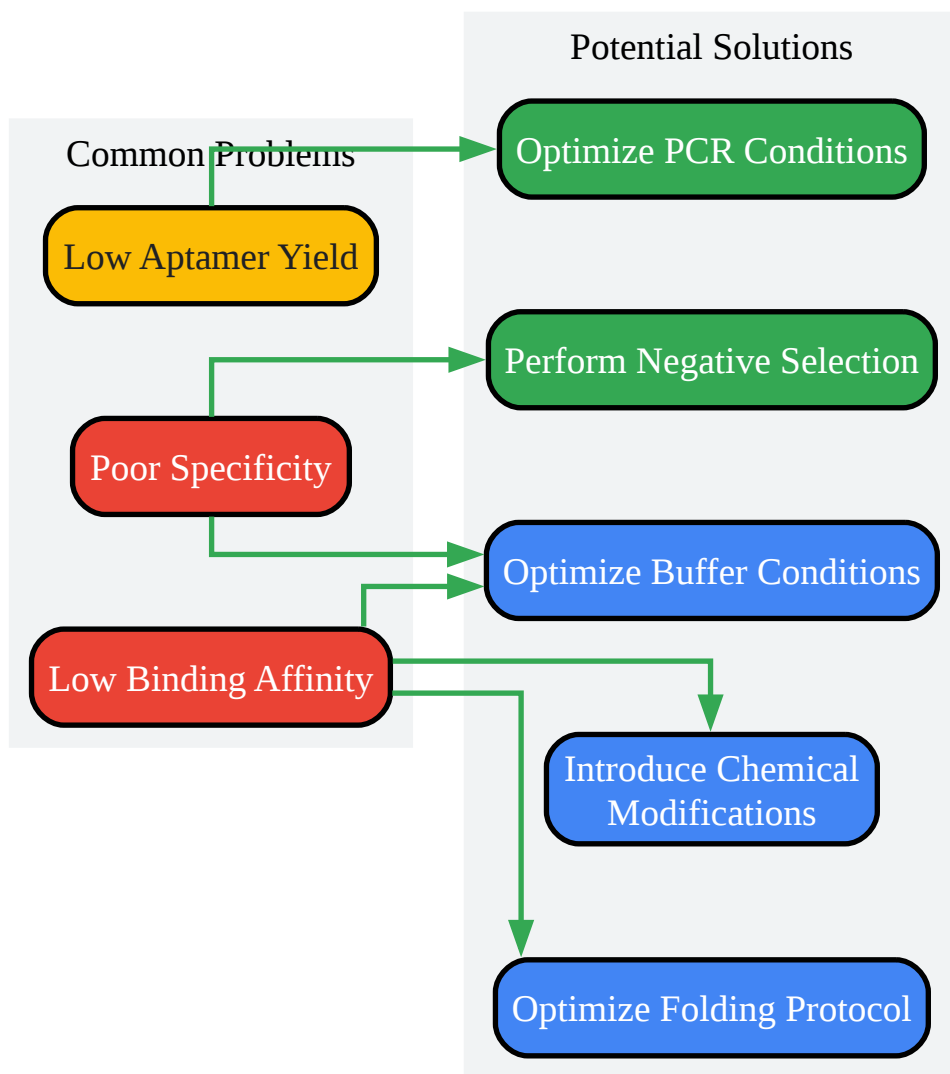 Common Problems
Low Aptamer Yield
Poor Specificity
Low Binding Affinity
Potential Solutions
Optimize PCR Conditions
Perform Negative Selection
Optimize Buffer Conditions
Introduce Chemical
Modifications
Optimize Folding Protocol